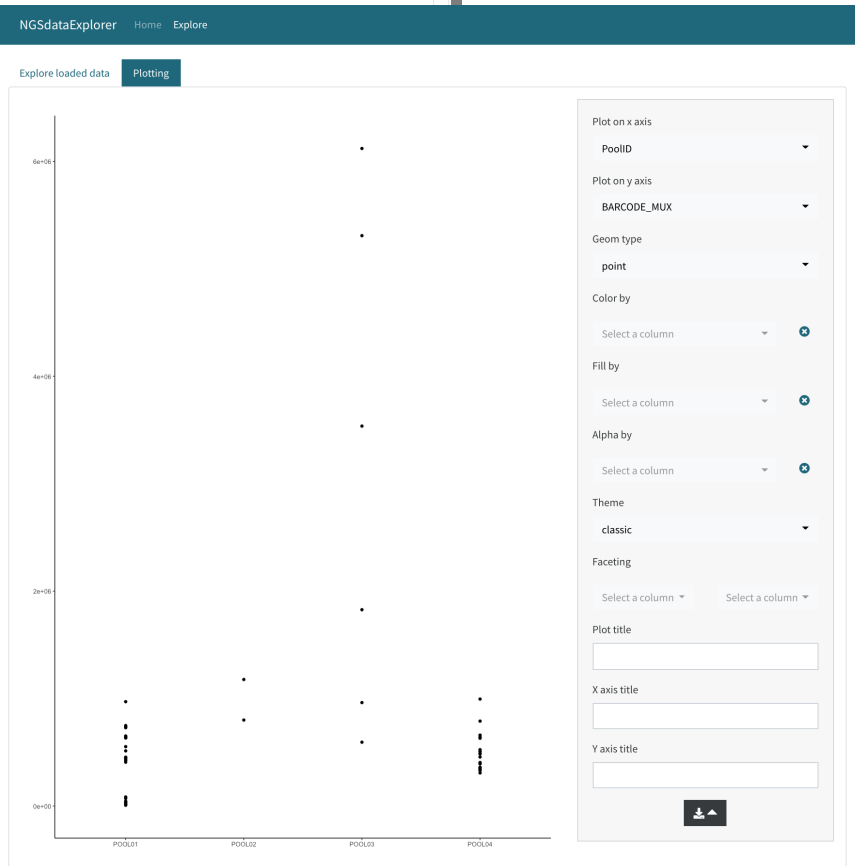 NGSdataExplorer Home Explore
Explore loaded data Plotting
6e+06
4e+06
2e+06
0e+00
POOL01 POOL02 POOL03 POOL04
Plot on x axis
PoolID
Plot on y axis
BARCODE_MUX
Geom type
point
Color by
Select a column
Fill by
Select a column
Alpha by
Select a column
Theme
classic
Faceting
Select a column Select a column
Plot title
X axis title
Y axis title